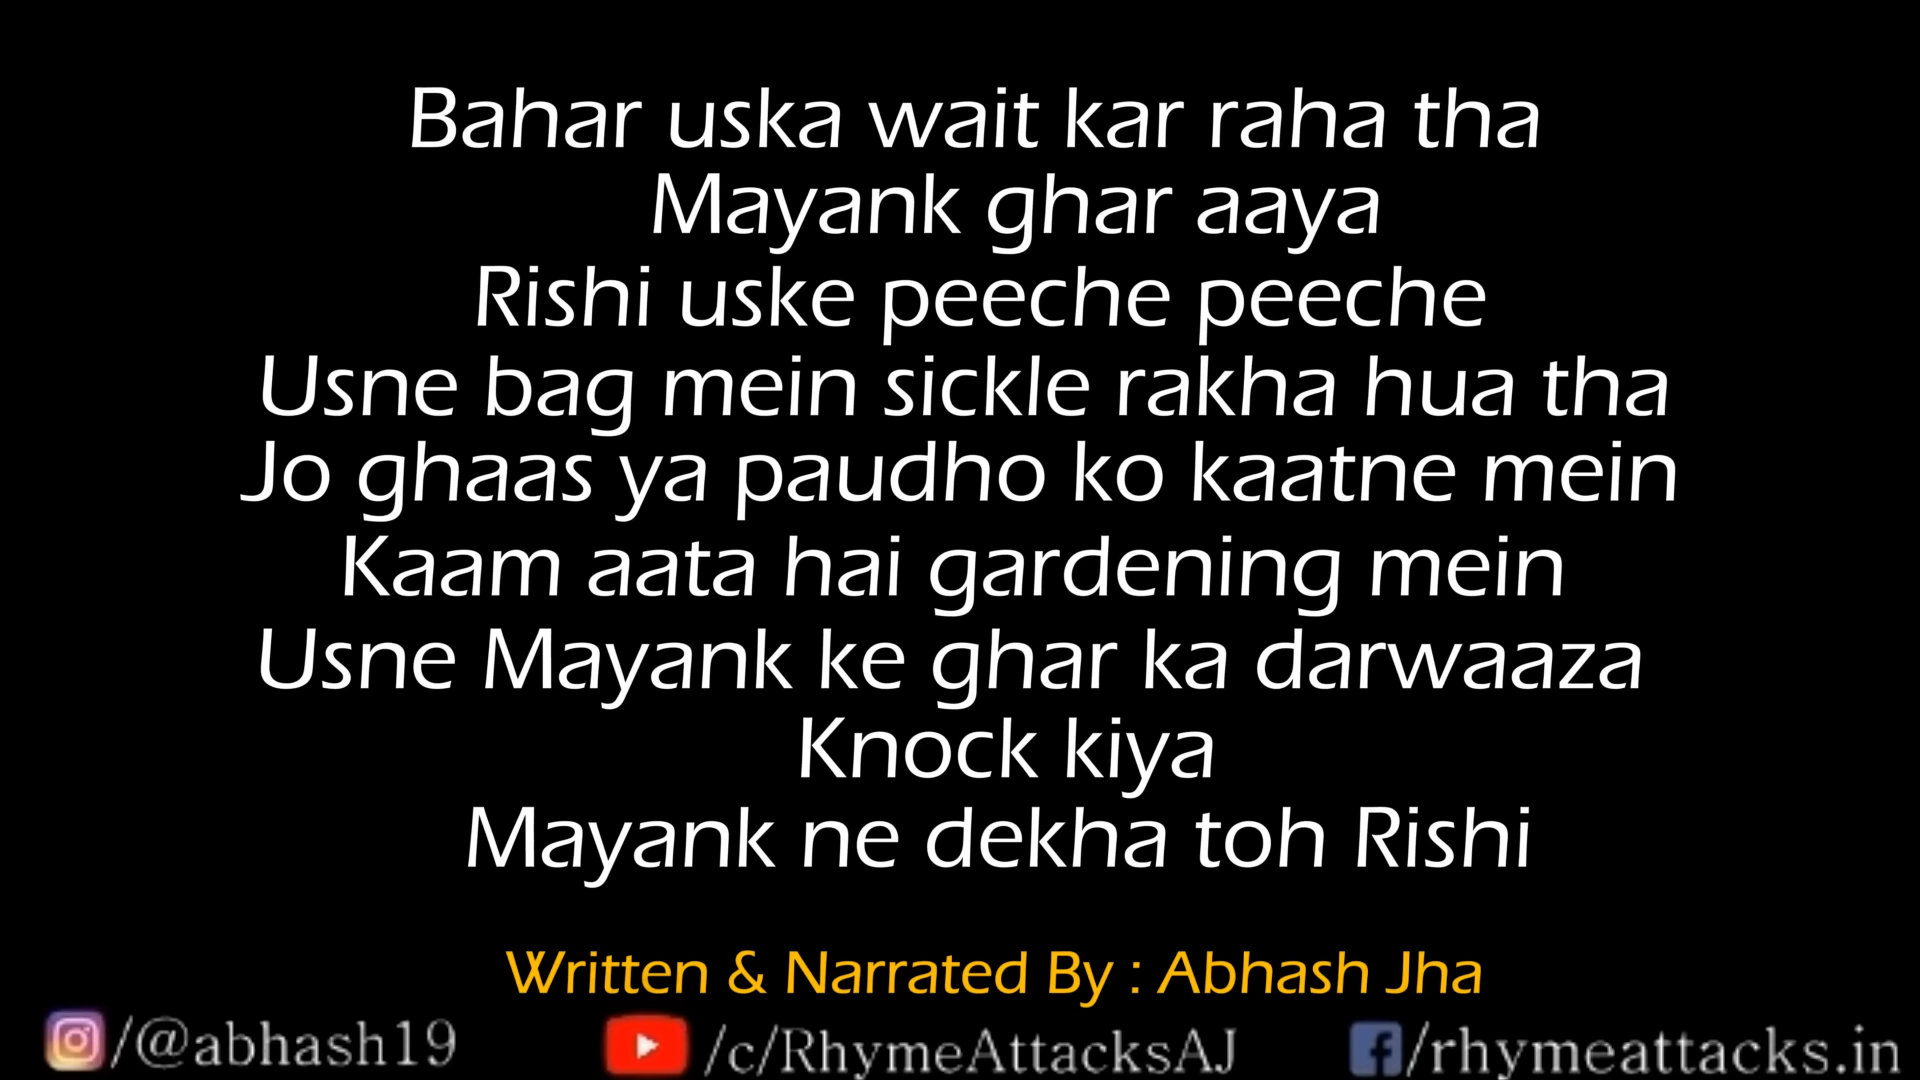 Bahar uska wait kar raha tha
Mayank ghar aaya
Rishi uske peeche peeche
Usne bag mein sickle rakha hua tha
Jo ghaas ya paudho ko kaatne mein
Kaam aata hai gardening mein
Usne Mayank ke ghar ka darwaaza
Knock kiya
Mayank ne dekha toh Rishi
Written & Narrated By : Abhash Jha
/@abhash19 /c/RhymeAttacksAJ /rhymeattacks.in